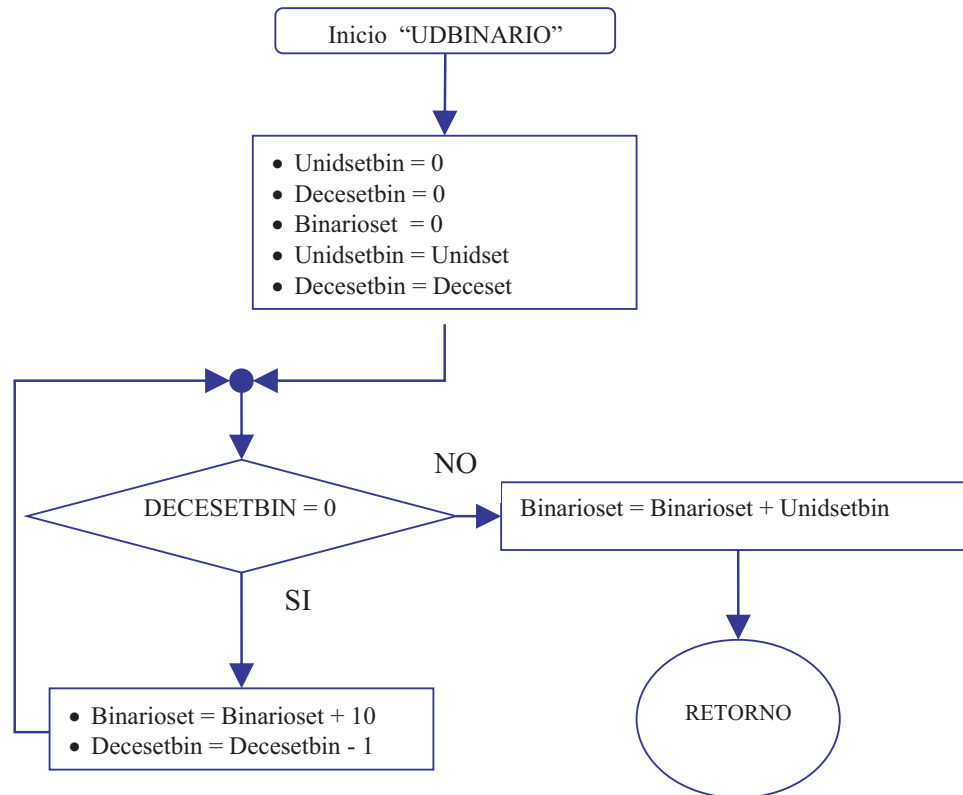 Inicio “UDBINARIO”
• Unidsetbin = 0
• Decesetbin = 0
• Binarioset = 0
• Unidsetbin = Unidset
• Decesetbin = Deceset
NO
DECESETBIN = 0
Binarioset = Binarioset + Unidsetbin
SI
• Binarioset = Binarioset + 10
• Decesetbin = Decesetbin - 1
RETORNO